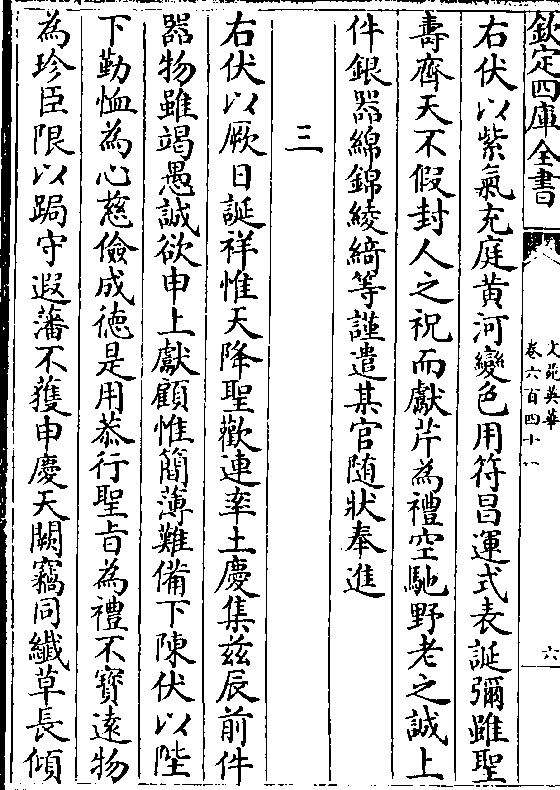 欽定四庫全書
文苑英華
卷六百四十
六
右伏以紫氣充庭黃河變色用符昌運式表誕彌雖聖
壽齊天不假封人之祝而獻芹為禮空馳野老之誠上
件銀器綿錦綾綺等謹遣某官随狀奉進
三
右伏以厥日誕祥惟天降聖歡連率土慶集茲辰前件
器物雖竭愚誠欲申上獻顧惟簡薄難備下陳伏以陛
下勤恤為心慈儉成徳是用恭行聖旨為禮不寳逺物
為珍臣限以跼守遐藩不獲申慶天闕竊同纖草長傾